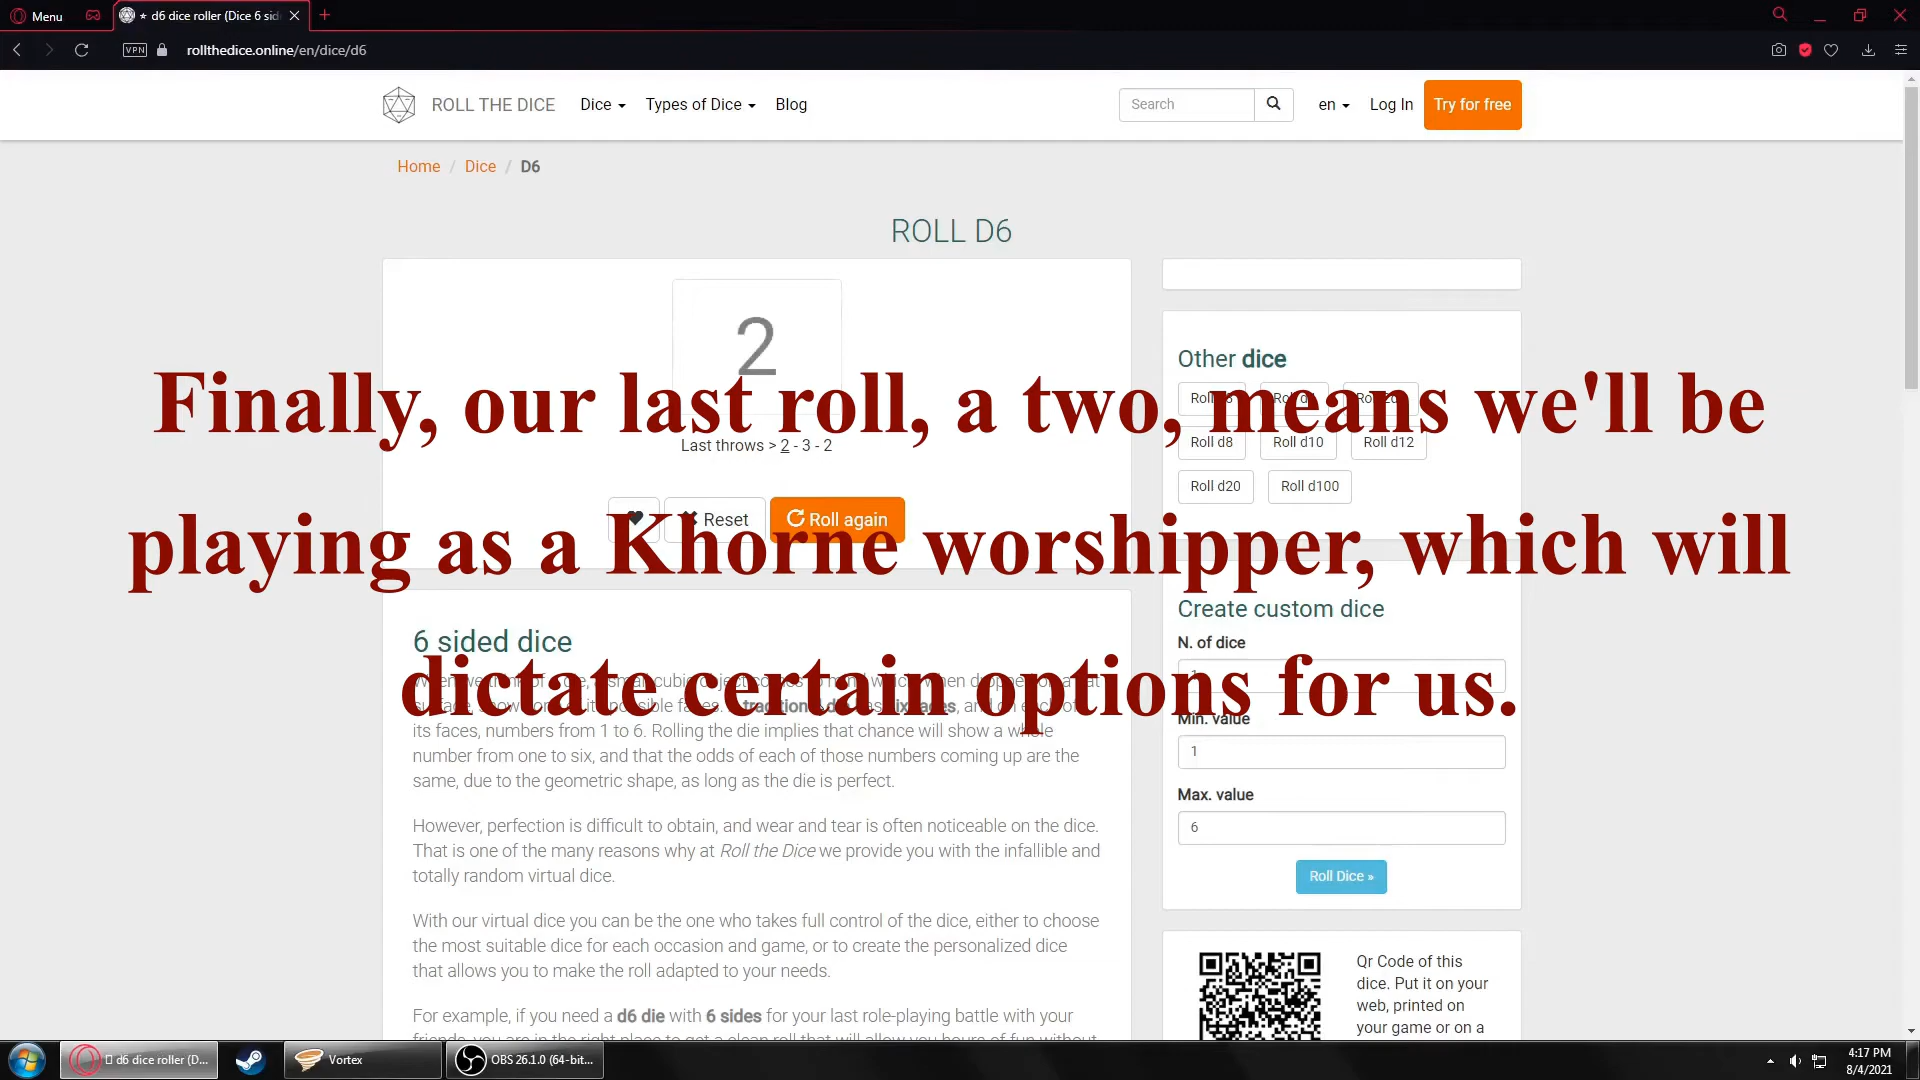 Menu
d6 dice roller (Dice 6 sid
VPN
rollthedice.online/en/dice/d6
ROLL THE DICE
Dice
Types of Dice
Blog
Search
en
Log In
Try for free
Home / Dice / D6
ROLL D6
2
Finally, our last roll, a two, means we'll be
playing as a Khorne worshipper, which will
dictate certain options for us.
Last throws > 2 - 3 - 2
Reset
Roll again
6 sided dice
its faces, numbers from 1 to 6. Rolling the die implies that chance will show a whole
number from one to six, and that the odds of each of those numbers coming up are the
same, due to the geometric shape, as long as the die is perfect.
However, perfection is difficult to obtain, and wear and tear is often noticeable on the dice.
That is one of the many reasons why at Roll the Dice we provide you with the infallible and
totally random virtual dice.
With our virtual dice you can be the one who takes full control of the dice, either to choose
the most suitable dice for each occasion and game, or to create the personalized dice
that allows you to make the roll adapted to your needs.
For example, if you need a d6 die with 6 sides for your last role-playing battle with your
Other dice
Roll d8
Roll d10
Roll d12
Roll d20
Roll d100
Create custom dice
N. of dice
Min. value
1
Max. value
6
Roll Dice »
Qr Code of this
dice. Put it on your
web, printed on
your game or on a
d6 dice roller (D...
Vortex
OBS 26.1.0 (64-bit...
4:17 PM
8/4/2021